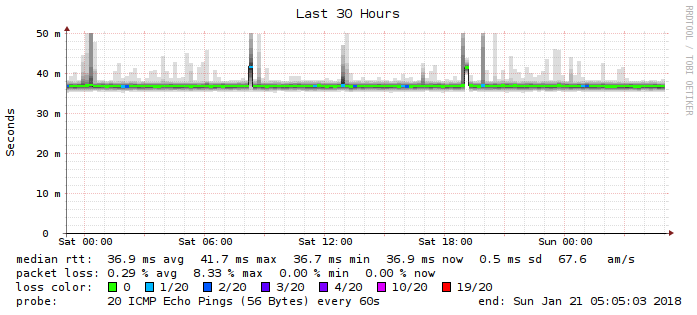 Last 30 Hours
RRDTOOL / TOBI OETIKER
Seconds
50 m
40 m
30 m
20 m
10 m
0
Sat 00:00 Sat 06:00 Sat 12:00 Sat 18:00 Sun 00:00
median rtt: 36.9 ms avg 41.7 ms max 36.7 ms min 36.9 ms now 0.5 ms sd 67.6 am/s
packet loss: 0.29 % avg 8.33 % max 0.00 % min 0.00 % now
loss color: 0 1/20 2/20 3/20 4/20 10/20 19/20
probe: 20 ICMP Echo Pings (56 Bytes) every 60s end: Sun Jan 21 05:05:03 2018